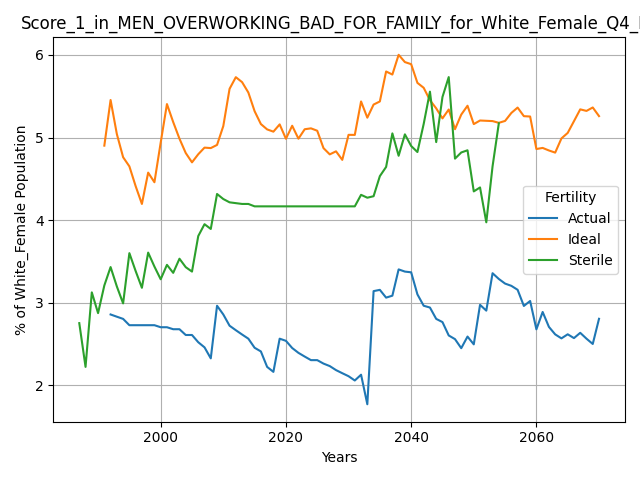 Score_1_in_MEN_OVERWORKING_BAD_FOR_FAMILY_for_White_Female_Q4_
6
5
4
3
2
% of White_Female Population
2000
2020
2040
2060
Years
Fertility
Actual
Ideal
Sterile